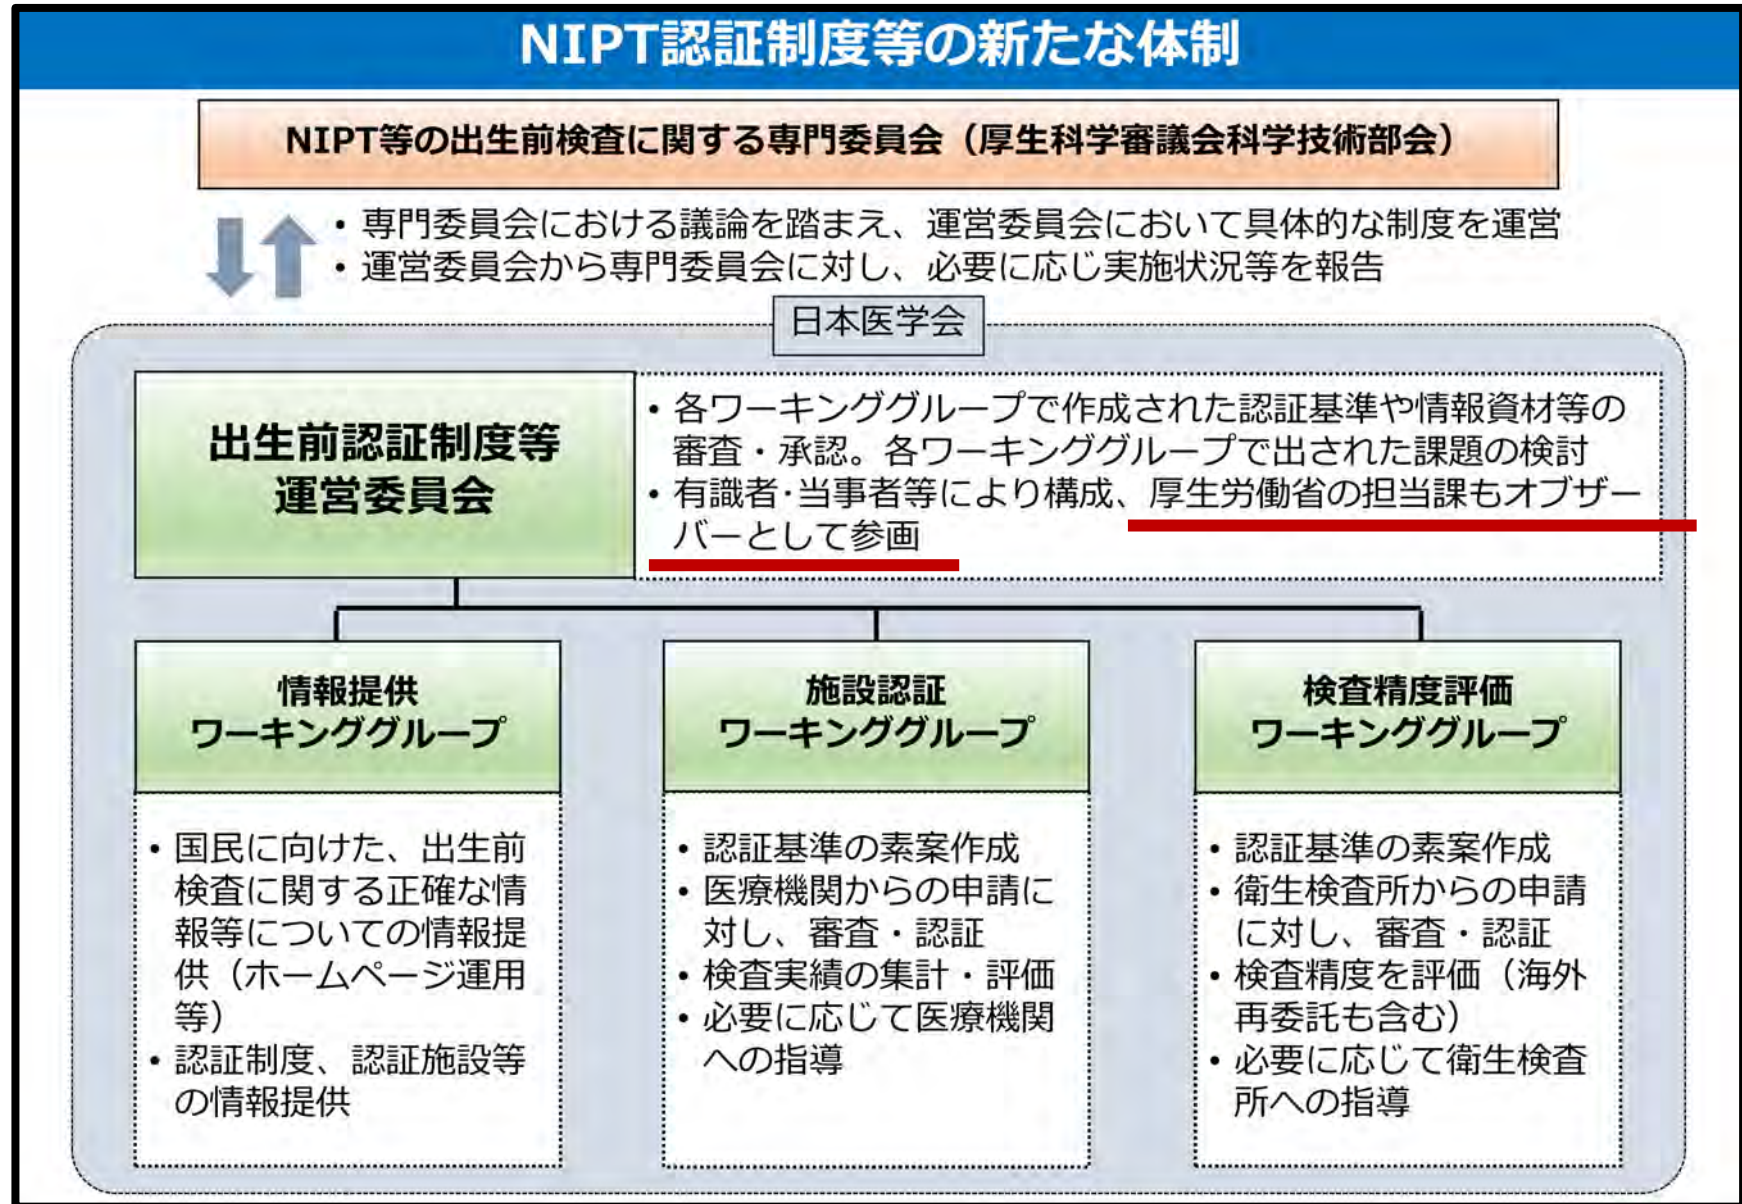 NIPT認証制度等の新たな体制
NIPT等の出生前検査に関する専門委員会（厚生科学審議会科学技術部会）
• 専門委員会における議論を踏まえ、運営委員会において具体的な制度を運営
• 運営委員会から専門委員会に対し、必要に応じ実施状況等を報告
日本医学会
出生前認証制度等
運営委員会
• 各ワーキンググループで作成された認証基準や情報資材等の
審査・承認。各ワーキンググループで出された課題の検討
• 有識者･当事者等により構成、厚生労働省の担当課もオブザー
バーとして参画
情報提供
ワーキンググループ
• 国民に向けた、出生前
検査に関する正確な情
報等についての情報提
供（ホームページ運用
等）
• 認証制度、認証施設等
の情報提供
施設認証
ワーキンググループ
• 認証基準の素案作成
• 医療機関からの申請に
対し、審査・認証
• 検査実績の集計・評価
• 必要に応じて医療機関
への指導
検査精度評価
ワーキンググループ
• 認証基準の素案作成
• 衛生検査所からの申請
に対し、審査・認証
• 検査精度を評価（海外
再委託も含む）
• 必要に応じて衛生検査
所への指導